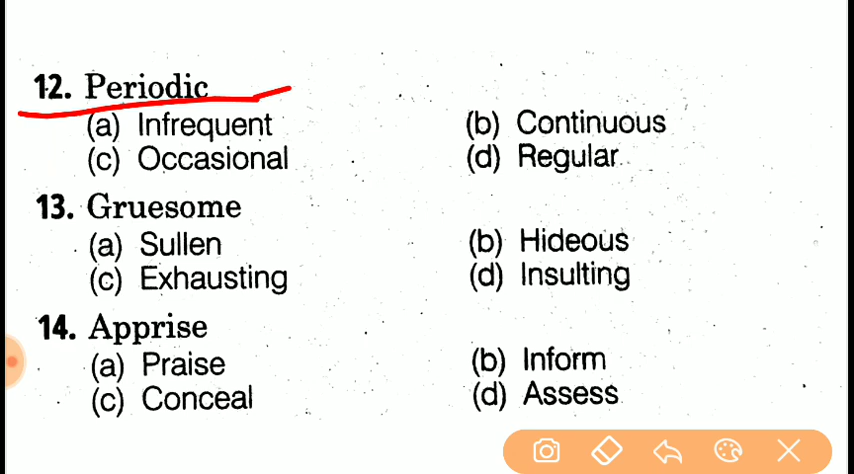 12. Periodic
(a) Infrequent (b) Continuous
(c) Occasional (d) Regular
13. Gruesome
(a) Sullen (b) Hideous
(c) Exhausting (d) Insulting
14. Apprise
(a) Praise (b) Inform
(c) Conceal (d) Assess